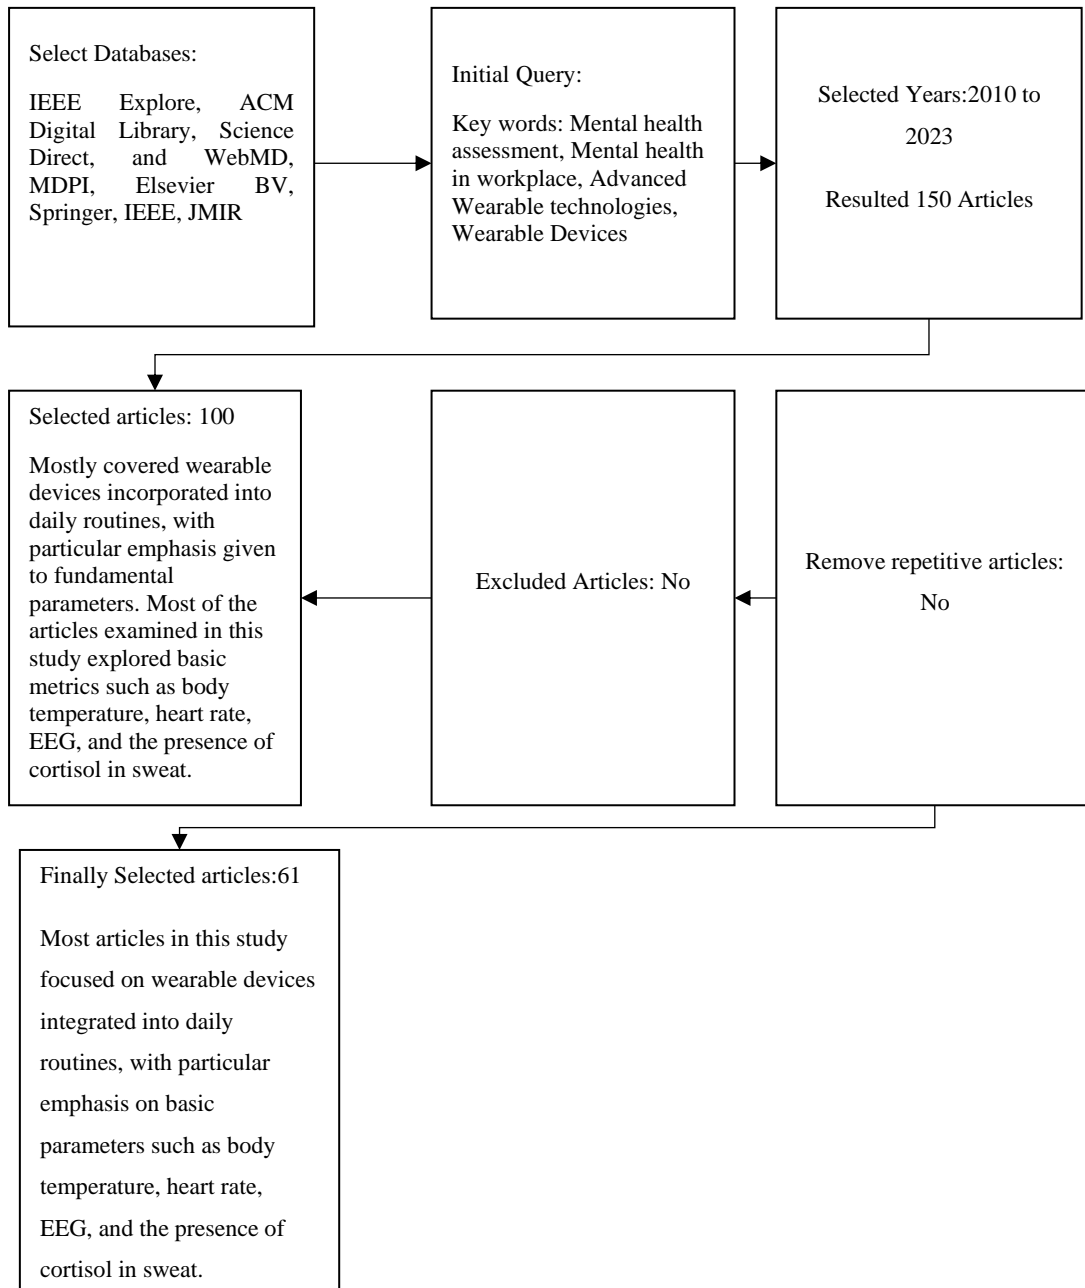 Select Databases:
IEEE Explore, ACM
Digital Library, Science
Direct, and WebMD,
MDPI, Elsevier BV,
Springer, IEEE, JMIR
Initial Query:
Key words: Mental health
assessment, Mental health
in workplace, Advanced
Wearable technologies,
Wearable Devices
Selected Years:2010 to
2023
Resulted 150 Articles
Selected articles: 100
Mostly covered wearable
devices incorporated into
daily routines, with
particular emphasis given
to fundamental
parameters. Most of the
articles examined in this
study explored basic
metrics such as body
temperature, heart rate,
EEG, and the presence of
cortisol in sweat.
Excluded Articles: No
Remove repetitive articles:
No
Finally Selected articles:61
Most articles in this study
focused on wearable devices
integrated into daily
routines, with particular
emphasis on basic
parameters such as body
temperature, heart rate,
EEG, and the presence of
cortisol in sweat.